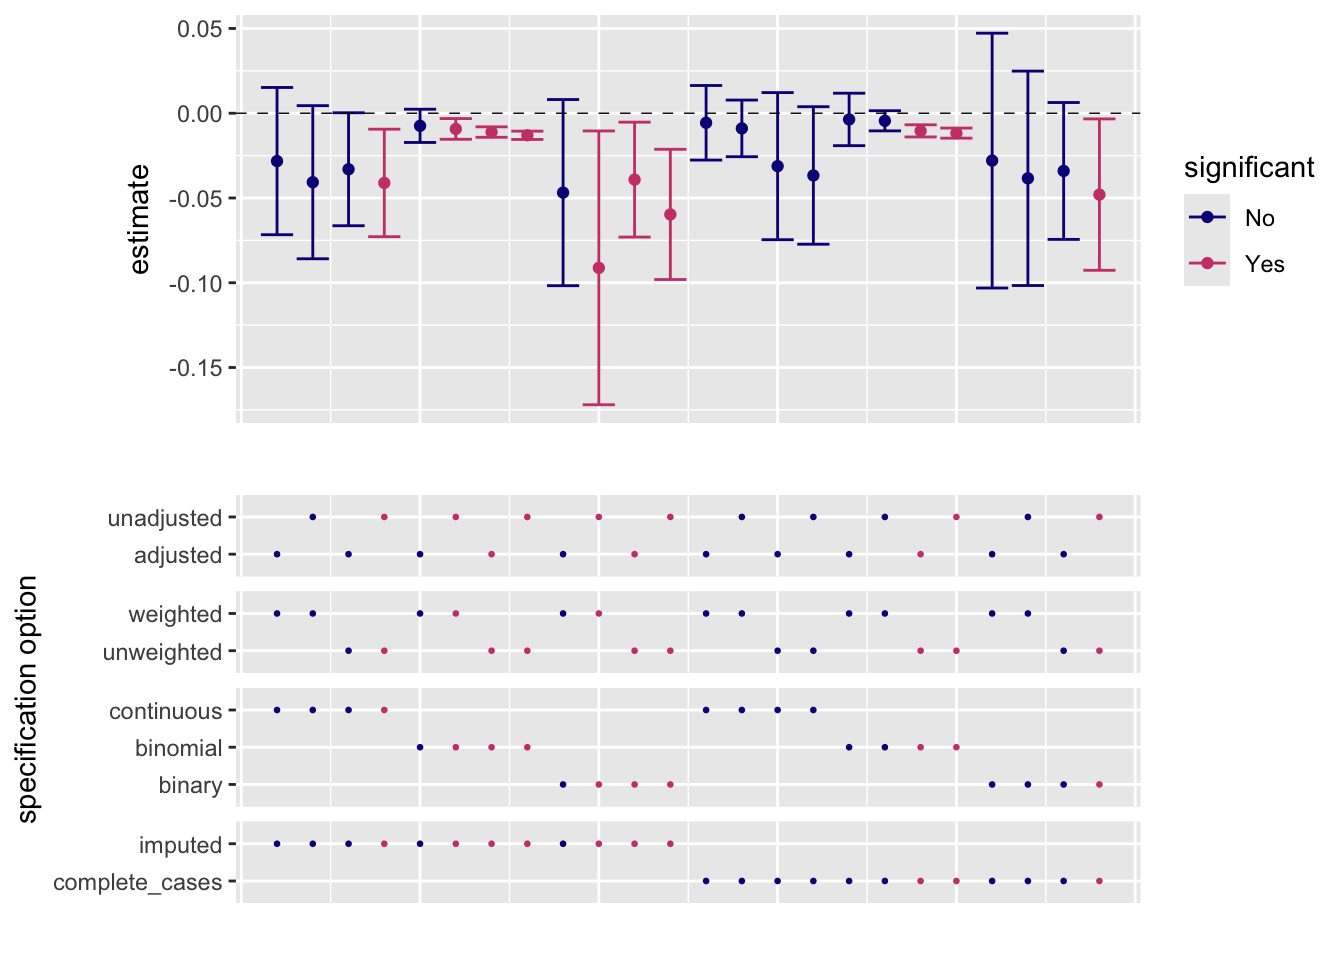 0.05
0.00
-0.05
-0.10
-0.15
estimate
significant
No
Yes
unadjusted
adjusted
weighted
unweighted
continuous
binomial
binary
imputed
complete_cases
specification option